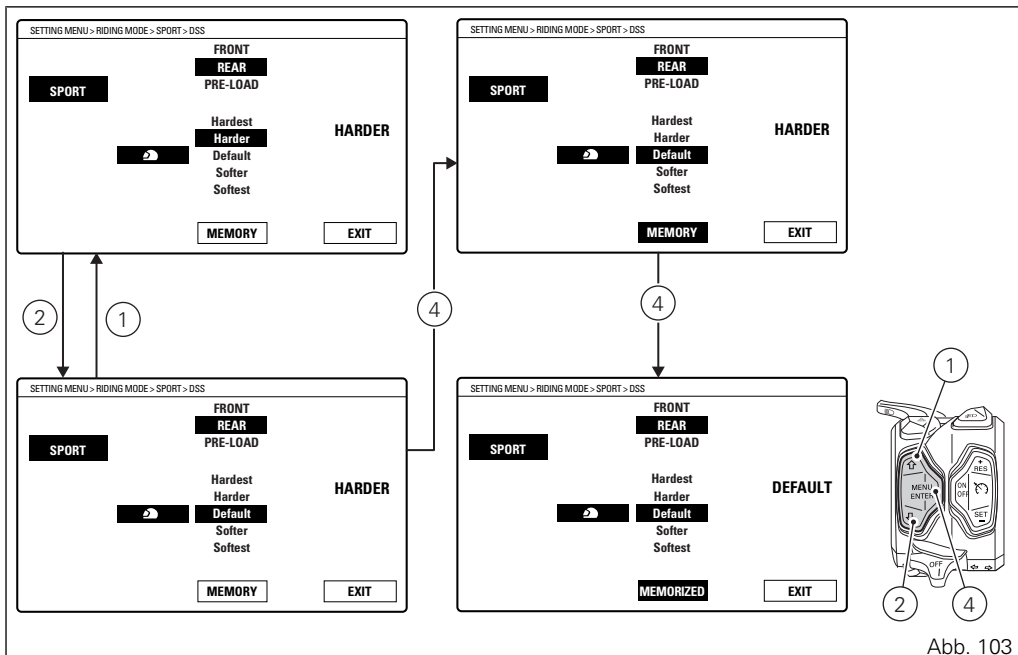 SETTING MENU > RIDING MODE > SPORT > DSS
FRONT
REAR
PRE-LOAD
SPORT
Hardest
Harder
Default
Softer
Softest
HARDER
MEMORY
EXIT
SETTING MENU > RIDING MODE > SPORT > DSS
FRONT
REAR
PRE-LOAD
SPORT
Hardest
Harder
Default
Softer
Softest
HARDER
MEMORY
EXIT
2
1
4
4
SETTING MENU > RIDING MODE > SPORT > DSS
FRONT
REAR
PRE-LOAD
SPORT
Hardest
Harder
Default
Softer
Softest
HARDER
MEMORY
EXIT
SETTING MENU > RIDING MODE > SPORT > DSS
FRONT
REAR
PRE-LOAD
SPORT
Hardest
Harder
Default
Softer
Softest
DEFAULT
MEMORIZED
EXIT
1
MENU
ENTER
+
RES
ON
OFF
SET
−
OFF
2
4
Abb. 103